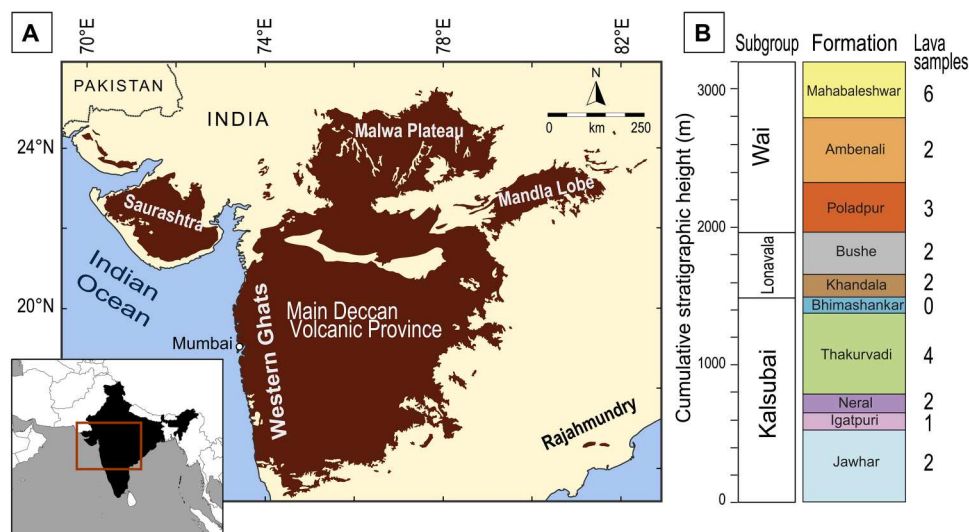 A
70°E
74°E
78°E
82°E
24°N
20°N
PAKISTAN
INDIA
N
0 km 250
Malwa Plateau
Mandla Lobe
Saurashtra
Indian
Ocean
Western Ghats
Main Deccan
Volcanic Province
Mumbai
Rajahmundry
B
Subgroup
Formation
Lava
samples
Cumulative stratigraphic height (m)
3000
2000
1000
0
Wai
Lonavala
Kalsubai
Mahabaleshwar 6
Ambenali 2
Poladpur 3
Bushe 2
Khandala 2
Bhimashankar 0
Thakurvadi 4
Neral 2
Igatpuri 1
Jawhar 2